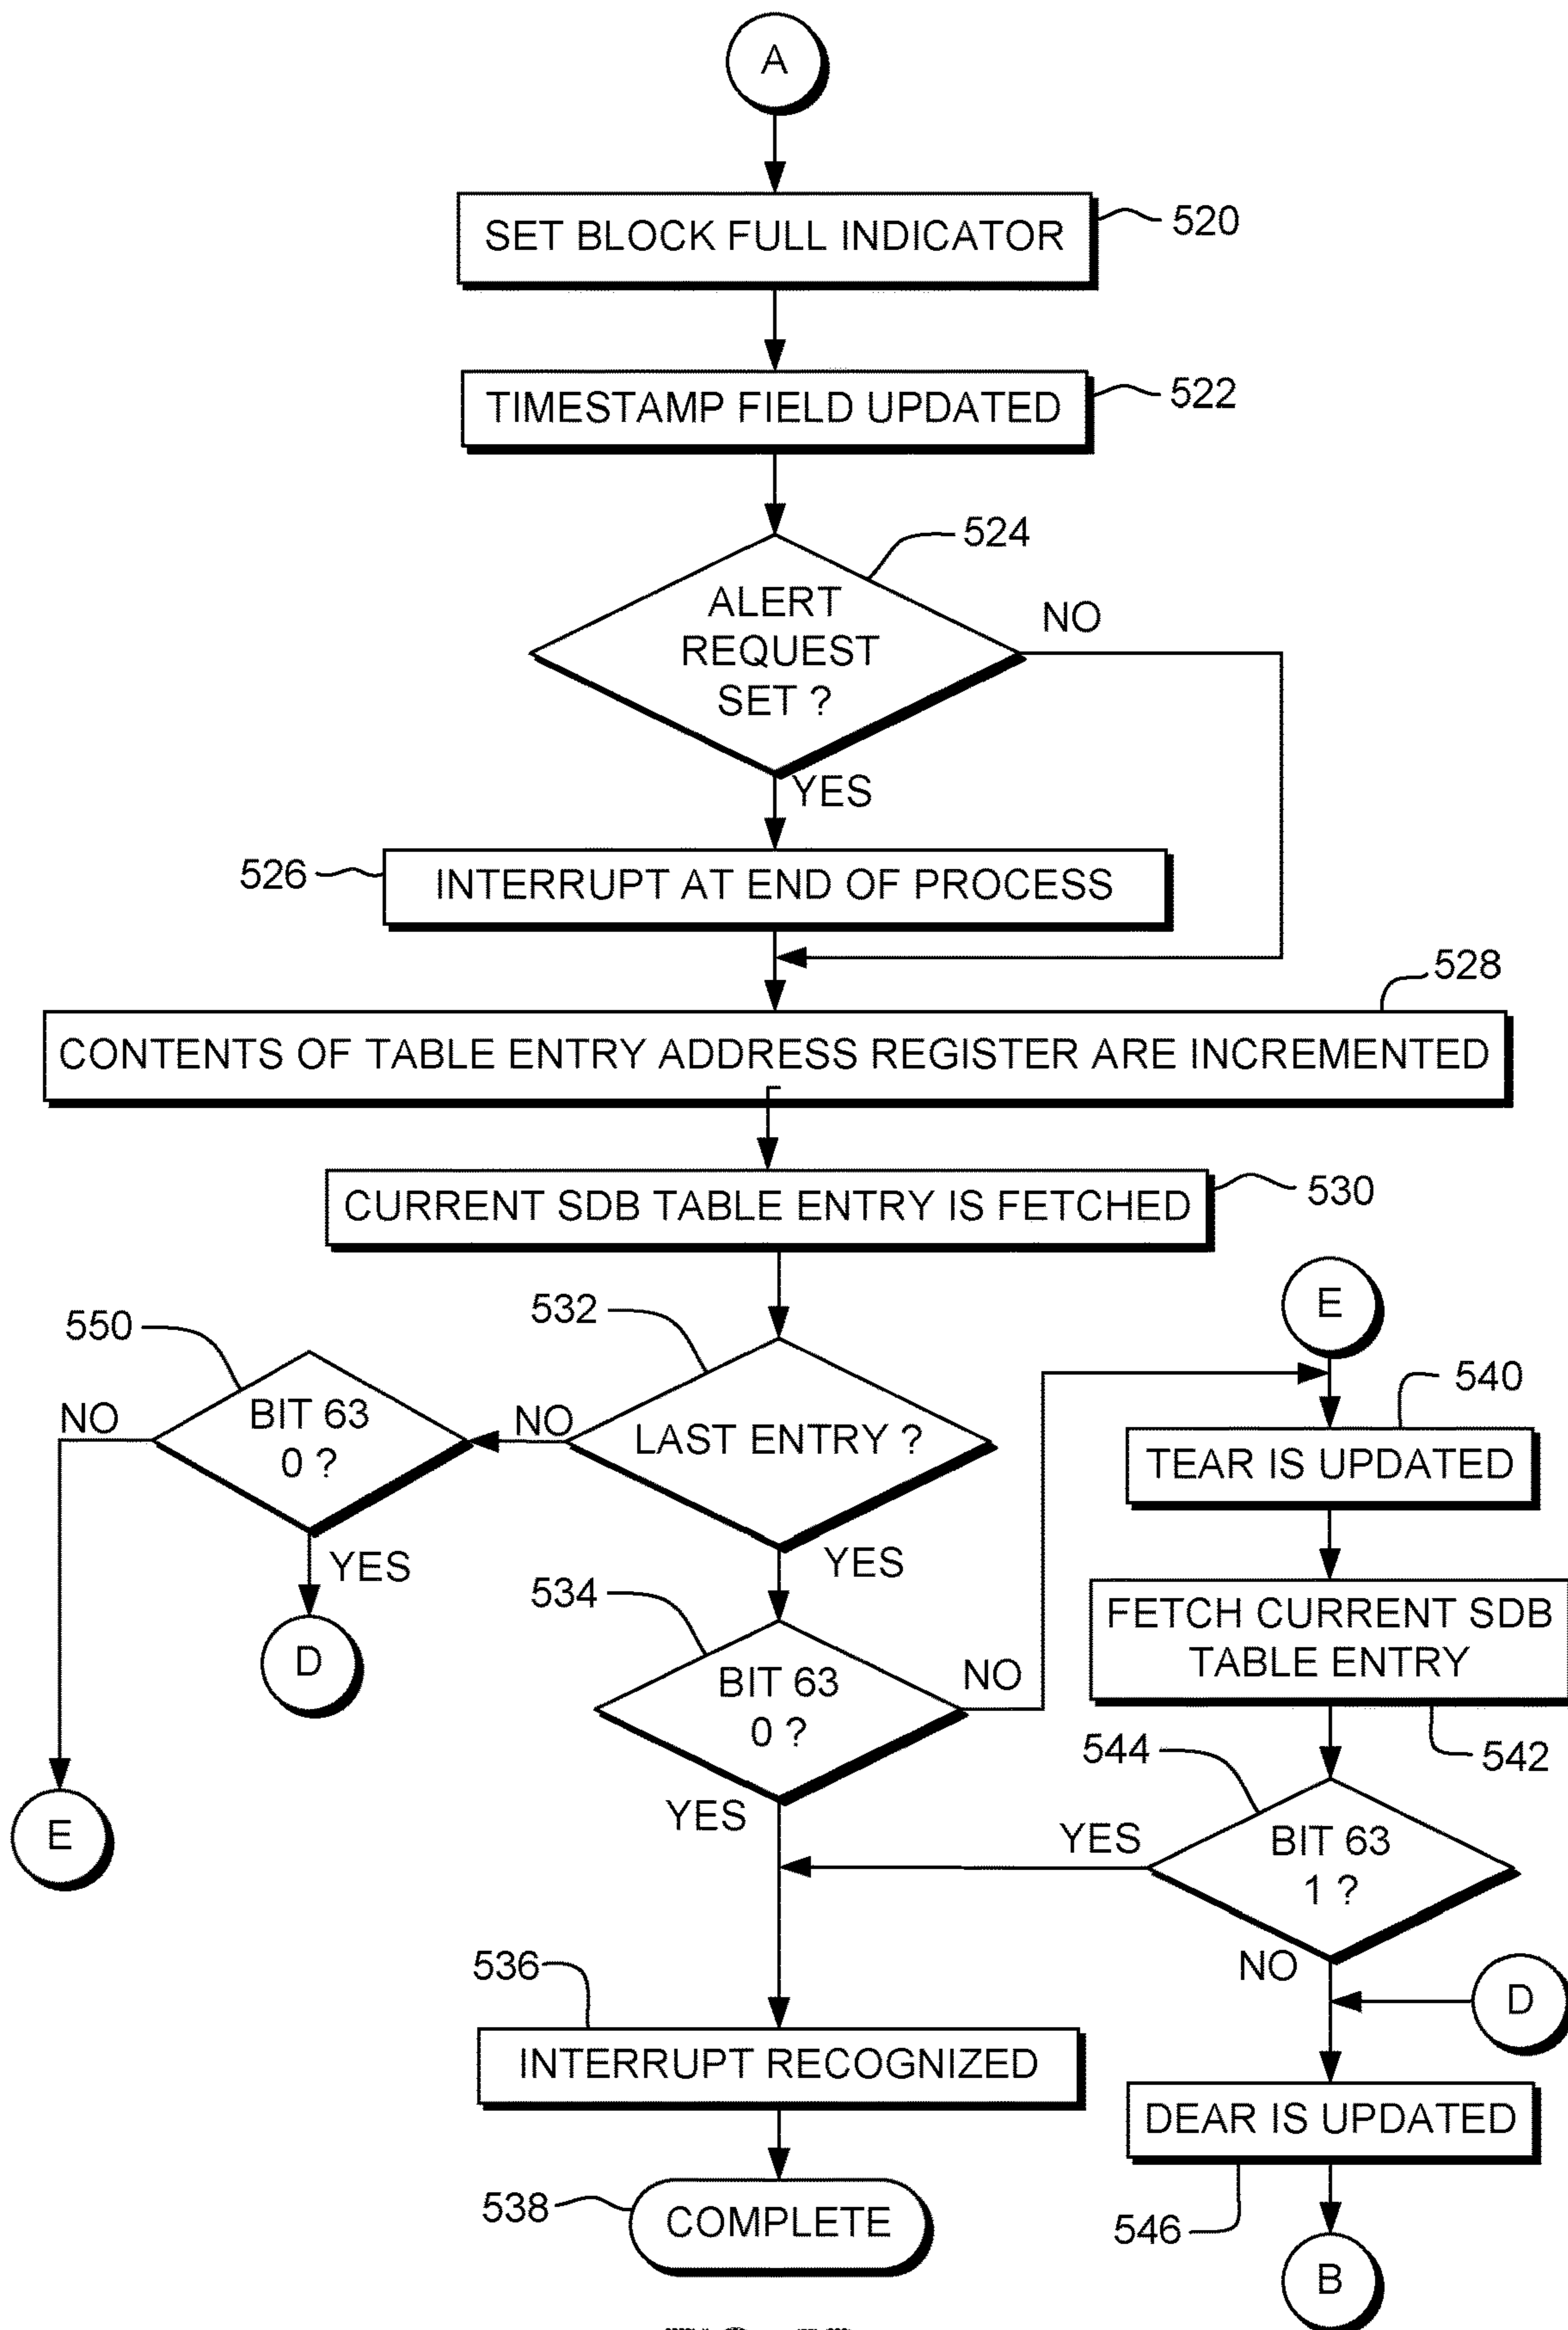 A
SET BLOCK FULL INDICATOR
520
TIMESTAMP FIELD UPDATED
522
524
ALERT
REQUEST
SET ?
NO
YES
526
INTERRUPT AT END OF PROCESS
528
CONTENTS OF TABLE ENTRY ADDRESS REGISTER ARE INCREMENTED
CURRENT SDB TABLE ENTRY IS FETCHED
530
E
532
550
540
NO
BIT 63
0 ?
NO
LAST ENTRY ?
TEAR IS UPDATED
YES
YES
534
FETCH CURRENT SDB
TABLE ENTRY
D
BIT 63
0 ?
NO
544
542
YES
E
YES
BIT 63
1 ?
536
NO
D
INTERRUPT RECOGNIZED
DEAR IS UPDATED
538
COMPLETE
546
B